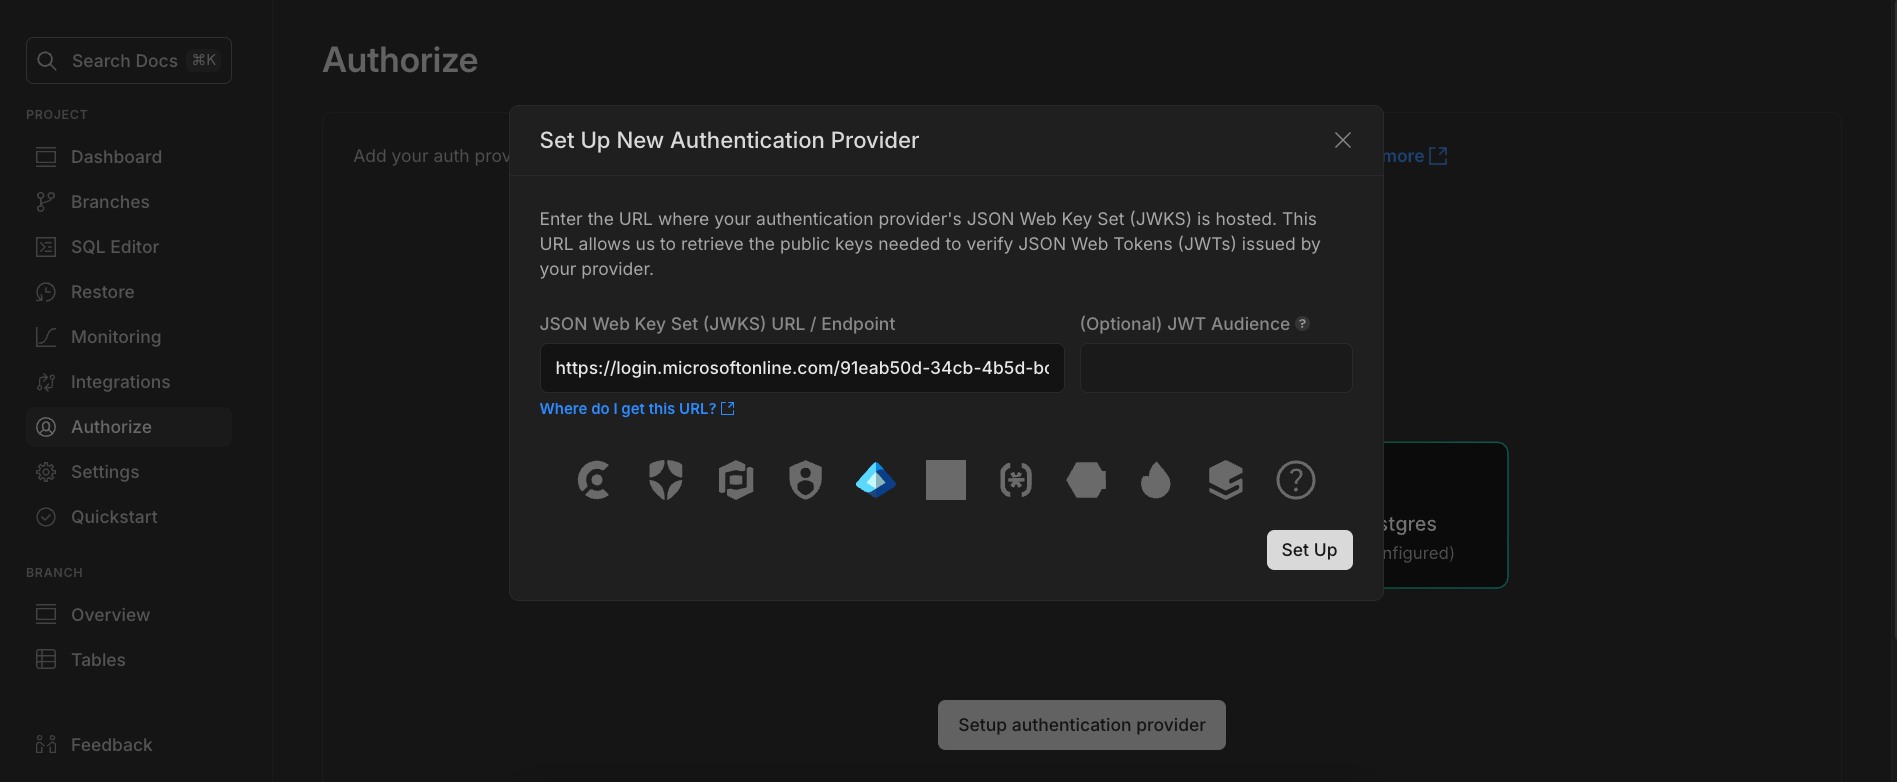 Search Docs ⌘K
PROJECT
Dashboard
Branches
SQL Editor
Restore
Monitoring
Integrations
Authorize
Settings
Quickstart
BRANCH
Overview
Tables
Feedback
Authorize
Add your auth
more
Set Up New Authentication Provider
Enter the URL where your authentication provider's JSON Web Key Set (JWKS) is hosted. This
URL allows us to retrieve the public keys needed to verify JSON Web Tokens (JWTs) issued by
your provider.
JSON Web Key Set (JWKS) URL / Endpoint
(Optional) JWT Audience ?
https://login.microsoftonline.com/91eab50d-34cb-4b5d-bc
Where do I get this URL?
Set Up
stgres
nfigured)
Setup authentication provider